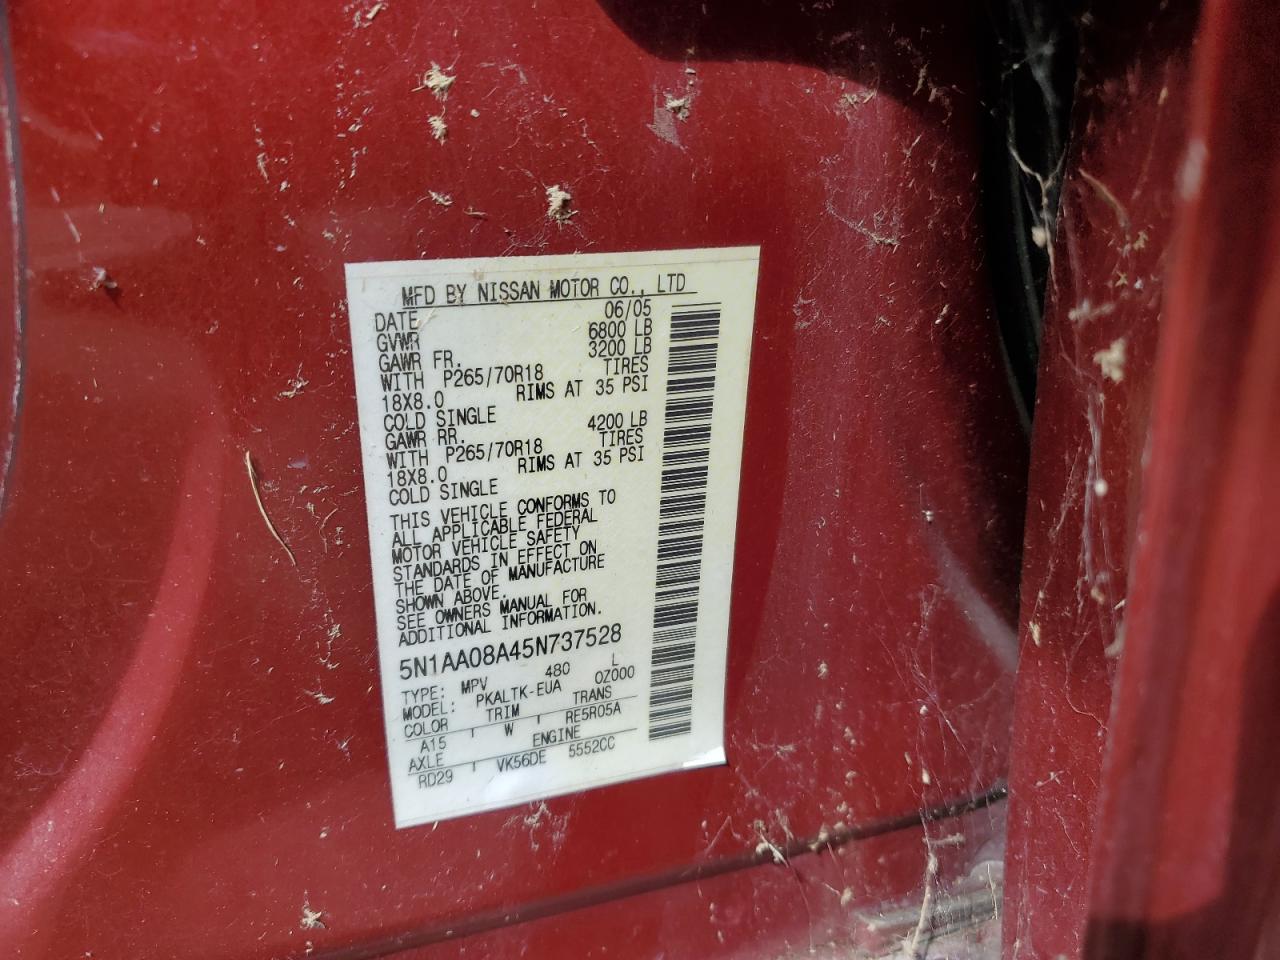 MFD BY NISSAN MOTOR CO., LTD
DATE 06/05
GVWR 6800 LB
GAWR FR. 3200 LB
WITH P265/70R18 TIRES
18X8.0 RIMS AT 35 PSI
COLD SINGLE
GAWR RR. 4200 LB
WITH P265/70R18 TIRES
18X8.0 RIMS AT 35 PSI
COLD SINGLE
THIS VEHICLE CONFORMS TO
ALL APPLICABLE FEDERAL
MOTOR VEHICLE SAFETY
STANDARDS IN EFFECT ON
THE DATE OF MANUFACTURE
SHOWN ABOVE.
SEE OWNERS MANUAL FOR
ADDITIONAL INFORMATION.
5N1AA08A45N737528
TYPE: MPV 480 L
MODEL: PKALTK-EUA 0Z000
COLOR TRIM TRANS
A15 W RE5R05A
AXLE ENGINE
RD29 VK56DE 5552CC